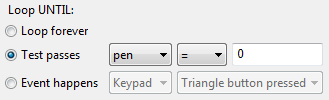 Loop UNTIL:
Loop forever
Test passes pen = 0
Event happens Keypad Triangle button pressed